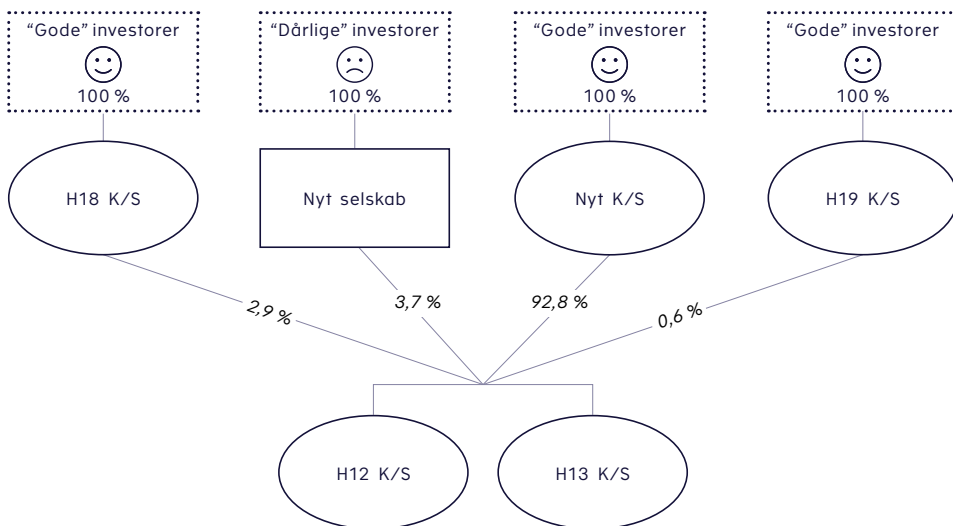 “Gode” investorer
100 %
“Dårlige” investorer
100 %
“Gode” investorer
100 %
“Gode” investorer
100 %
H18 K/S
Nyt selskab
Nyt K/S
H19 K/S
2,9 %
3,7 %
92,8 %
0,6 %
H12 K/S
H13 K/S